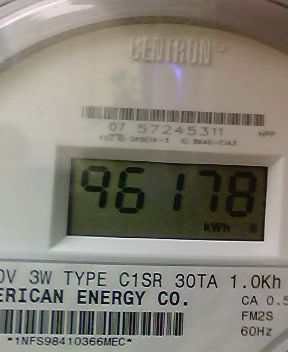 CENTRON®
07 57245311
96178
kWh
0V 3W TYPE C1SR 30TA 1.0Kh
ERICAN ENERGY CO.
CA 0.5
FM2S
60Hz
*1NFS98410366MEC*